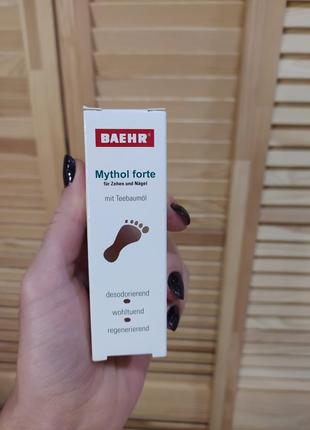 BAEHR®
Mythol forte
für Zehen und Nägel
mit Teebaumöl
desodorierend
wohltuend
regenerierend